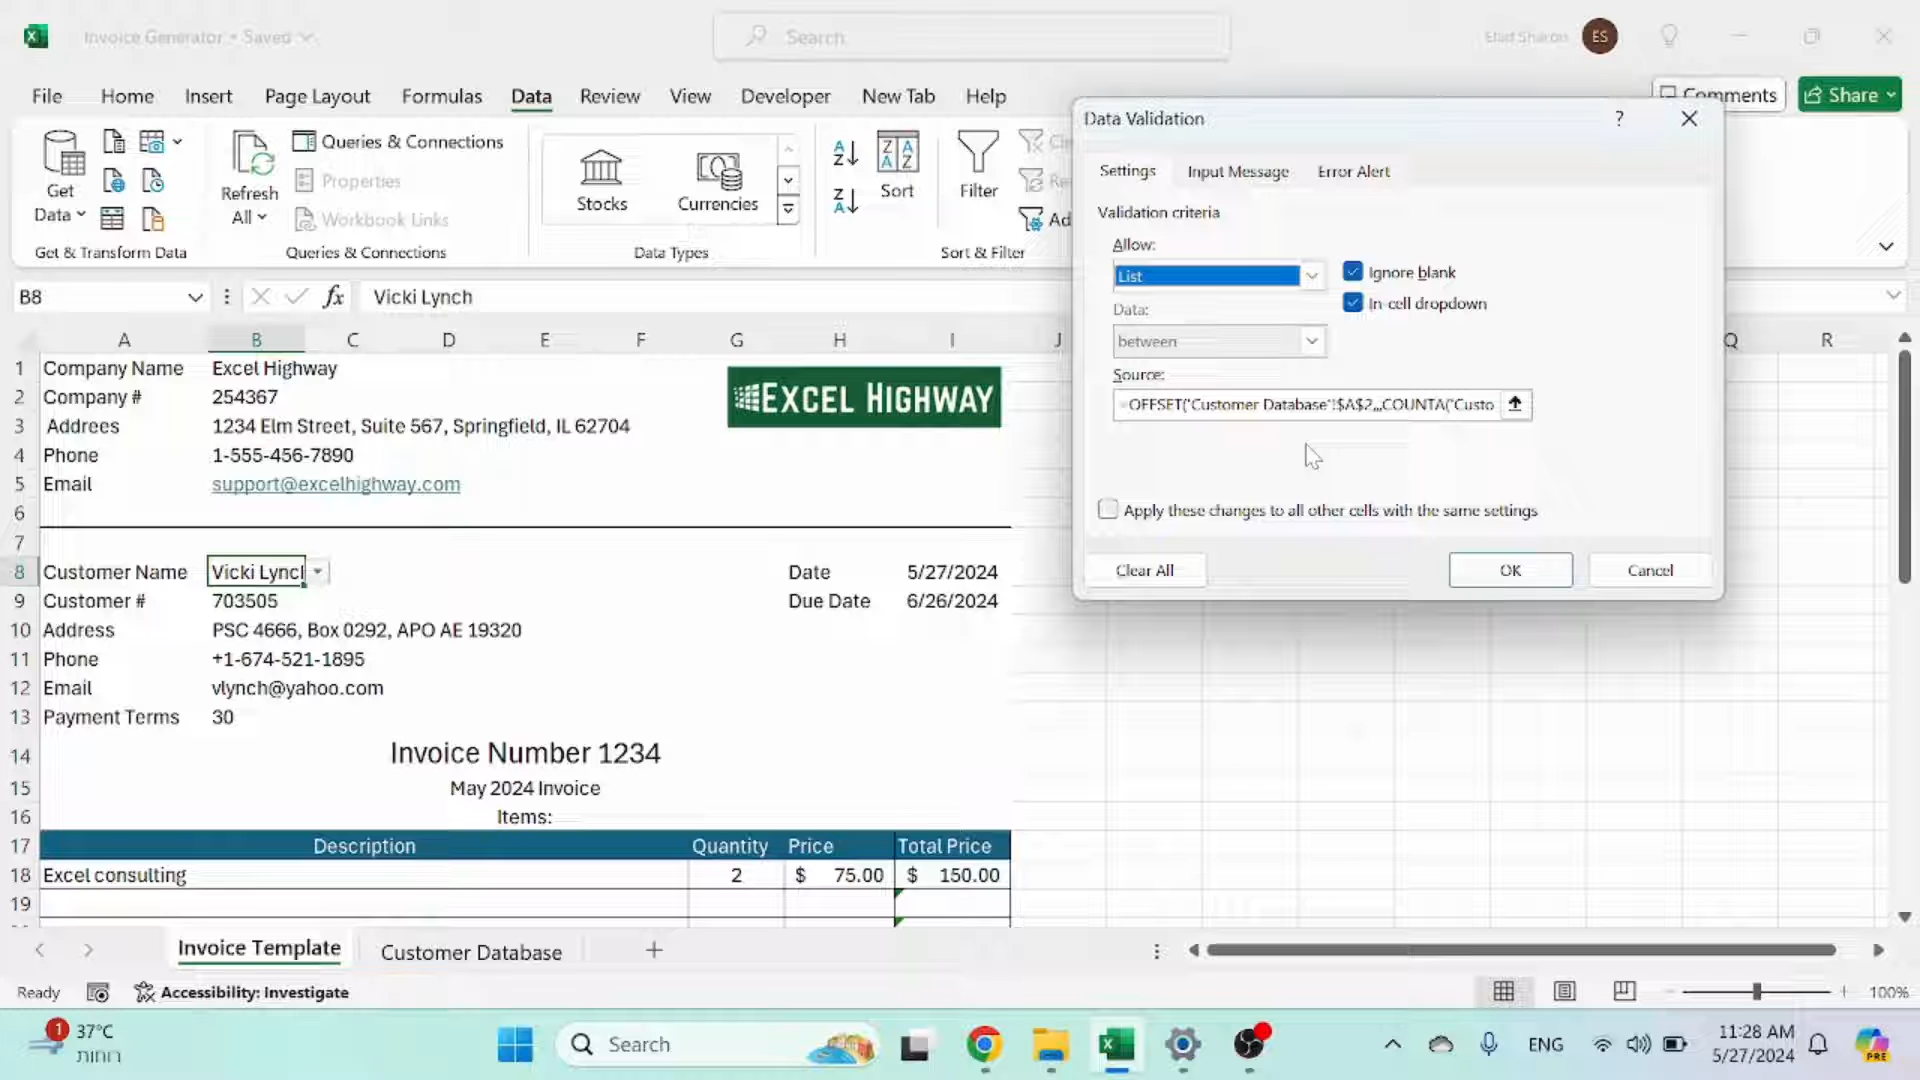 Invoice Generator • Saved
Search
Elad Sharon
ES
File
Home
Insert
Page Layout
Formulas
Data
Review
View
Developer
New Tab
Help
Comments
Share
Get
Data
Get & Transform Data
Refresh
All
Queries & Connections
Properties
Workbook Links
Queries & Connections
Stocks
Currencies
Data Types
Sort
Filter
Sort & Filter
Data Validation
?
Settings
Input Message
Error Alert
Validation criteria
Allow:
List
Ignore blank
In-cell dropdown
Data:
between
Source:
=OFFSET('Customer Database'!$A$2,,,COUNTA('Custo
Apply these changes to all other cells with the same settings
Clear All
OK
Cancel
B8
fx
Vicki Lynch
A B C D E F G H I J Q R
1 Company Name Excel Highway
EXCEL HIGHWAY
2 Company # 254367
3 Addrees 1234 Elm Street, Suite 567, Springfield, IL 62704
4 Phone 1-555-456-7890
5 Email support@excelhighway.com
6
7
8 Customer Name Vicki Lyncl Date 5/27/2024
9 Customer # 703505 Due Date 6/26/2024
10 Address PSC 4666, Box 0292, APO AE 19320
11 Phone +1-674-521-1895
12 Email vlynch@yahoo.com
13 Payment Terms 30
14 Invoice Number 1234
15 May 2024 Invoice
16 Items:
17 Description Quantity Price Total Price
18 Excel consulting 2 $ 75.00 $ 150.00
19
Invoice Template
Customer Database
Ready
Accessibility: Investigate
100%
1
37°C
רוחות
Search
ENG
11:28 AM
5/27/2024
PRE